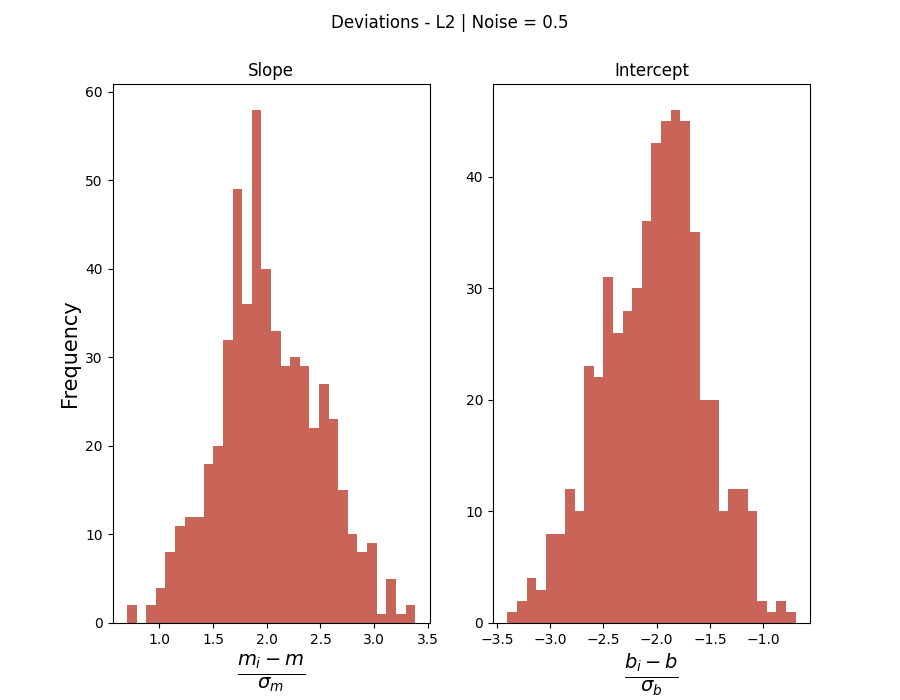 Deviations - L2 | Noise = 0.5
Slope
Intercept
60
50
40
30
20
10
0
Frequency
1.0 1.5 2.0 2.5 3.0 3.5
m_i − m
σ_m
40
30
20
10
0
−3.5 −3.0 −2.5 −2.0 −1.5 −1.0
b_i − b
σ_b